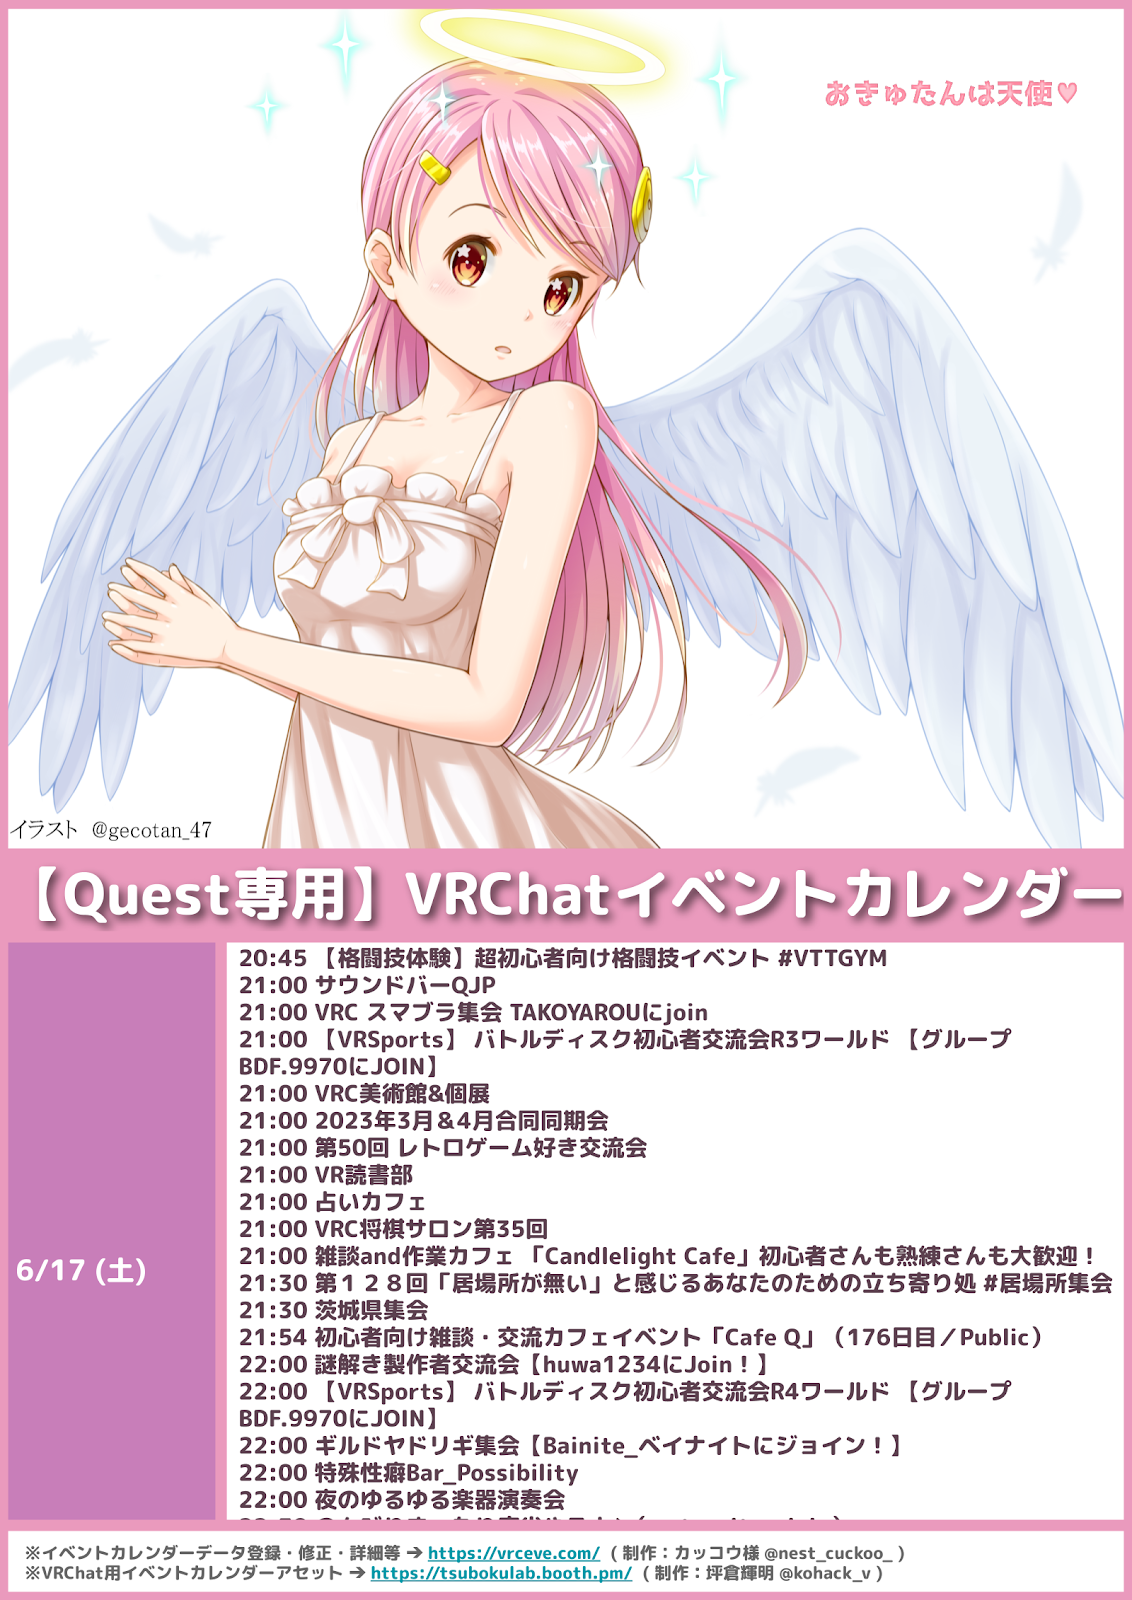 おきゅたんは天使♥
イラスト @gecotan_47
【Quest専用】VRChatイベントカレンダー
6/17 (土)
20:45 【格闘技体験】超初心者向け格闘技イベント #VTTGYM
21:00 サウンドバーQJP
21:00 VRC スマブラ集会 TAKOYAROUにjoin
21:00 【VRSports】 バトルディスク初心者交流会R3ワールド 【グループ
BDF.9970にJOIN】
21:00 VRC美術館&個展
21:00 2023年3月＆4月合同同期会
21:00 第50回 レトロゲーム好き交流会
21:00 VR読書部
21:00 占いカフェ
21:00 VRC将棋サロン第35回
21:00 雑談and作業カフェ 「Candlelight Cafe」初心者さんも熟練さんも大歓迎！
21:30 第１２８回「居場所が無い」と感じるあなたのための立ち寄り処 #居場所集会
21:30 茨城県集会
21:54 初心者向け雑談・交流カフェイベント「Cafe Q」（176日目／Public）
22:00 謎解き製作者交流会【huwa1234にJoin！】
22:00 【VRSports】 バトルディスク初心者交流会R4ワールド 【グループ
BDF.9970にJOIN】
22:00 ギルドヤドリギ集会【Bainite_ベイナイトにジョイン！】
22:00 特殊性癖Bar_Possibility
22:00 夜のゆるゆる楽器演奏会
※イベントカレンダーデータ登録・修正・詳細等 ➔ https://vrceve.com/ （制作：カッコウ様 @nest_cuckoo_）
※VRChat用イベントカレンダーアセット ➔ https://tsubokulab.booth.pm/ （制作：坪倉輝明 @kohack_v）